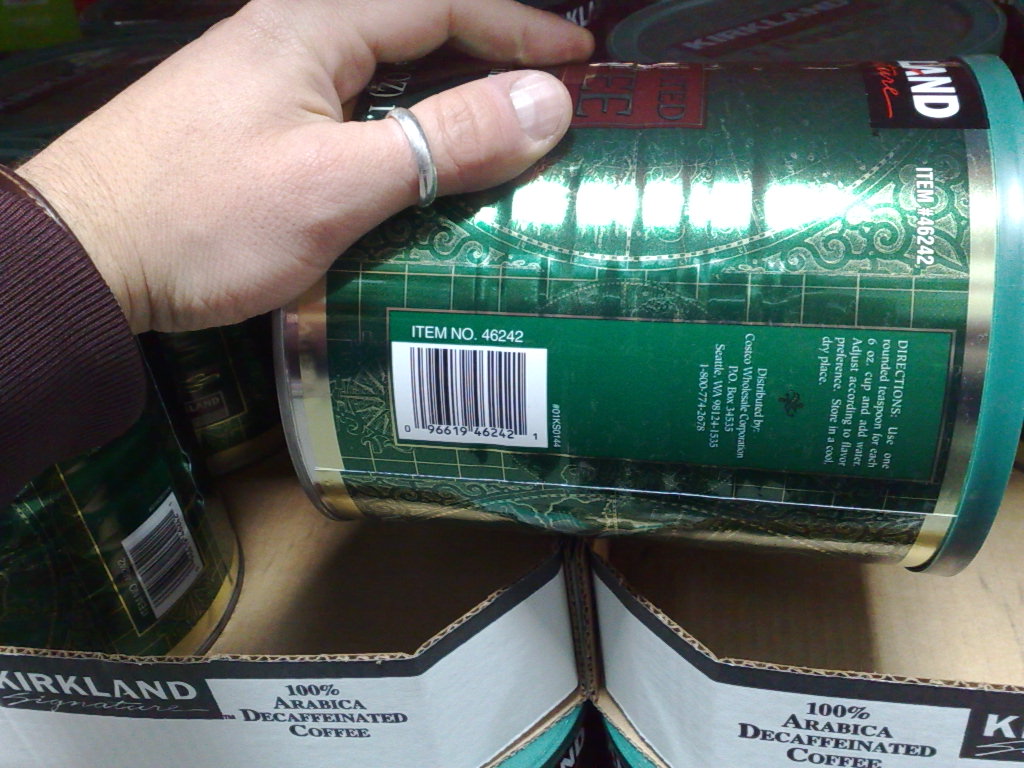 KIRKLAND
ITEM #46242
ITEM NO. 46242
0 96619 46242 1
#01KS0144
DIRECTIONS: Use one
rounded teaspoon for each
6 oz. cup and add water.
Adjust according to flavor
preference. Store in a cool,
dry place.
Distributed by:
Costco Wholesale Corporation
P.O. Box 34535
Seattle, WA 98124-1535
1-800-774-2678
KIRKLAND
Signature
TM
100%
ARABICA
DECAFFEINATED
COFFEE
100%
ARABICA
DECAFFEINATED
COFFEE